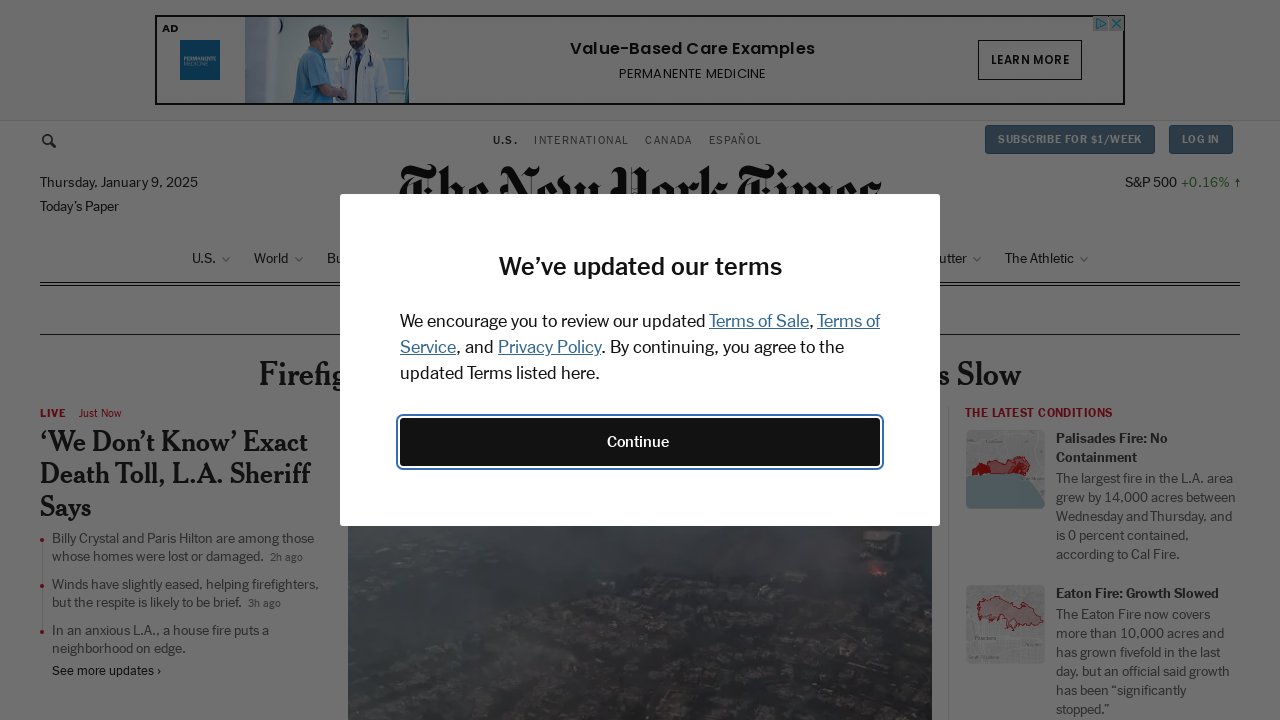 AD
PERMANENTE
MEDICINE
Value-Based Care Examples
PERMANENTE MEDICINE
LEARN MORE
U.S.
INTERNATIONAL
CANADA
ESPAÑOL
SUBSCRIBE FOR $1/WEEK
LOG IN
Thursday, January 9, 2025
Today's Paper
The New York Times
S&P 500 +0.16% ↑
U.S.
World
The Athletic
We've updated our terms
We encourage you to review our updated Terms of Sale, Terms of
Service, and Privacy Policy. By continuing, you agree to the
updated Terms listed here.
Continue
Slow
LIVE Just Now
‘We Don’t Know’ Exact
Death Toll, L.A. Sheriff
Says
Billy Crystal and Paris Hilton are among those
whose homes were lost or damaged. 2h ago
Winds have slightly eased, helping firefighters,
but the respite is likely to be brief. 3h ago
In an anxious L.A., a house fire puts a
neighborhood on edge.
See more updates ›
THE LATEST CONDITIONS
Palisades Fire: No
Containment
The largest fire in the L.A. area
grew by 14,000 acres between
Wednesday and Thursday, and
is 0 percent contained,
according to Cal Fire.
Eaton Fire: Growth Slowed
The Eaton Fire now covers
more than 10,000 acres and
has grown fivefold in the last
day, but an official said growth
has been “significantly
stopped.”